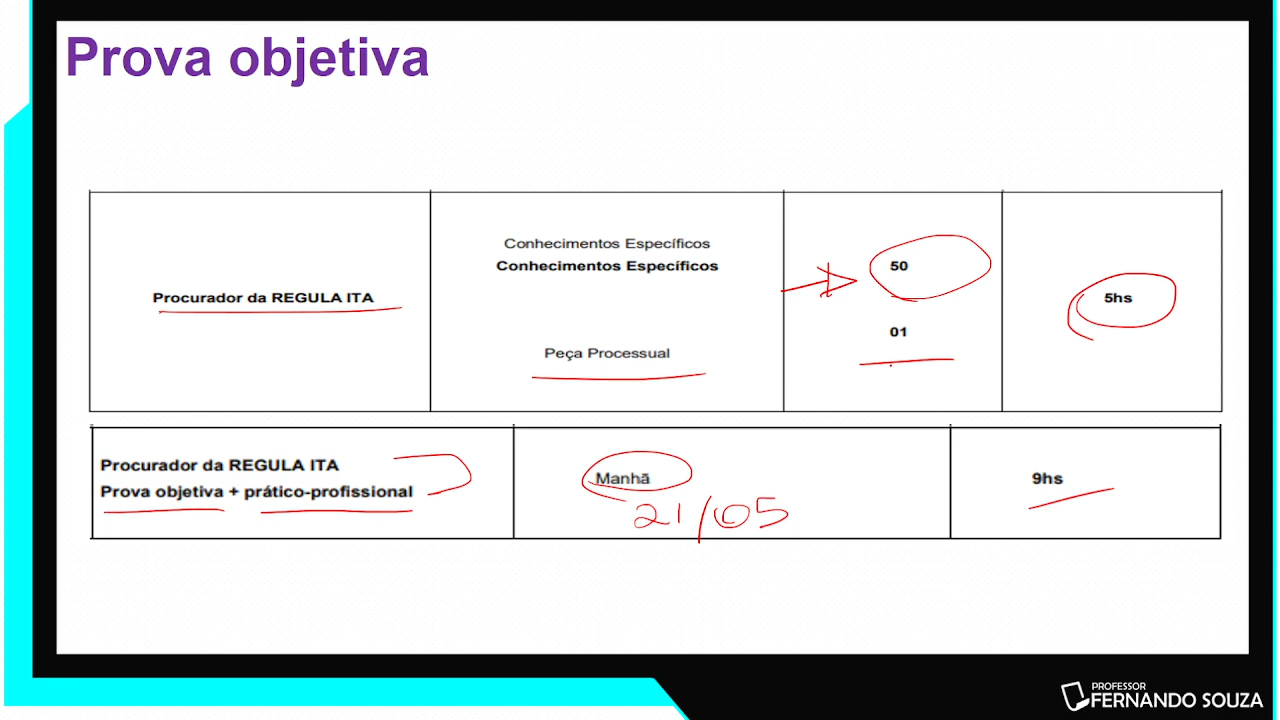 Prova objetiva
Conhecimentos Específicos
Conhecimentos Específicos
50
Procurador da REGULA ITA
5hs
01
Peça Processual
Procurador da REGULA ITA
Prova objetiva + prático-profissional
Manhã
9hs
21/05
PROFESSOR
FERNANDO SOUZA